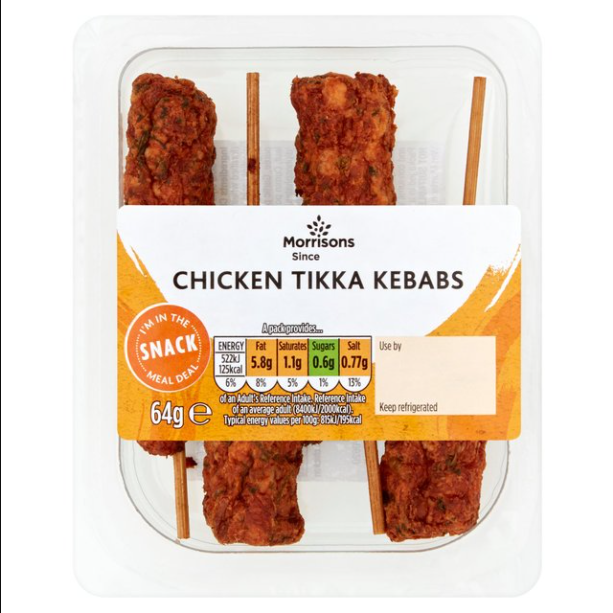 Morrisons
Since
CHICKEN TIKKA KEBABS
I'M IN THE
SNACK
MEAL DEAL
A pack provides...
ENERGY Fat Saturates Sugars Salt
522kJ
125kcal 5.8g 1.1g 0.6g 0.77g
6% 8% 5% 1% 13%
of an Adult's Reference Intake. Reference Intake
of an average adult (8400kJ/2000kcal).
Typical energy values per 100g: 815kJ/195kcal
64g ℮
Use by
Keep refrigerated